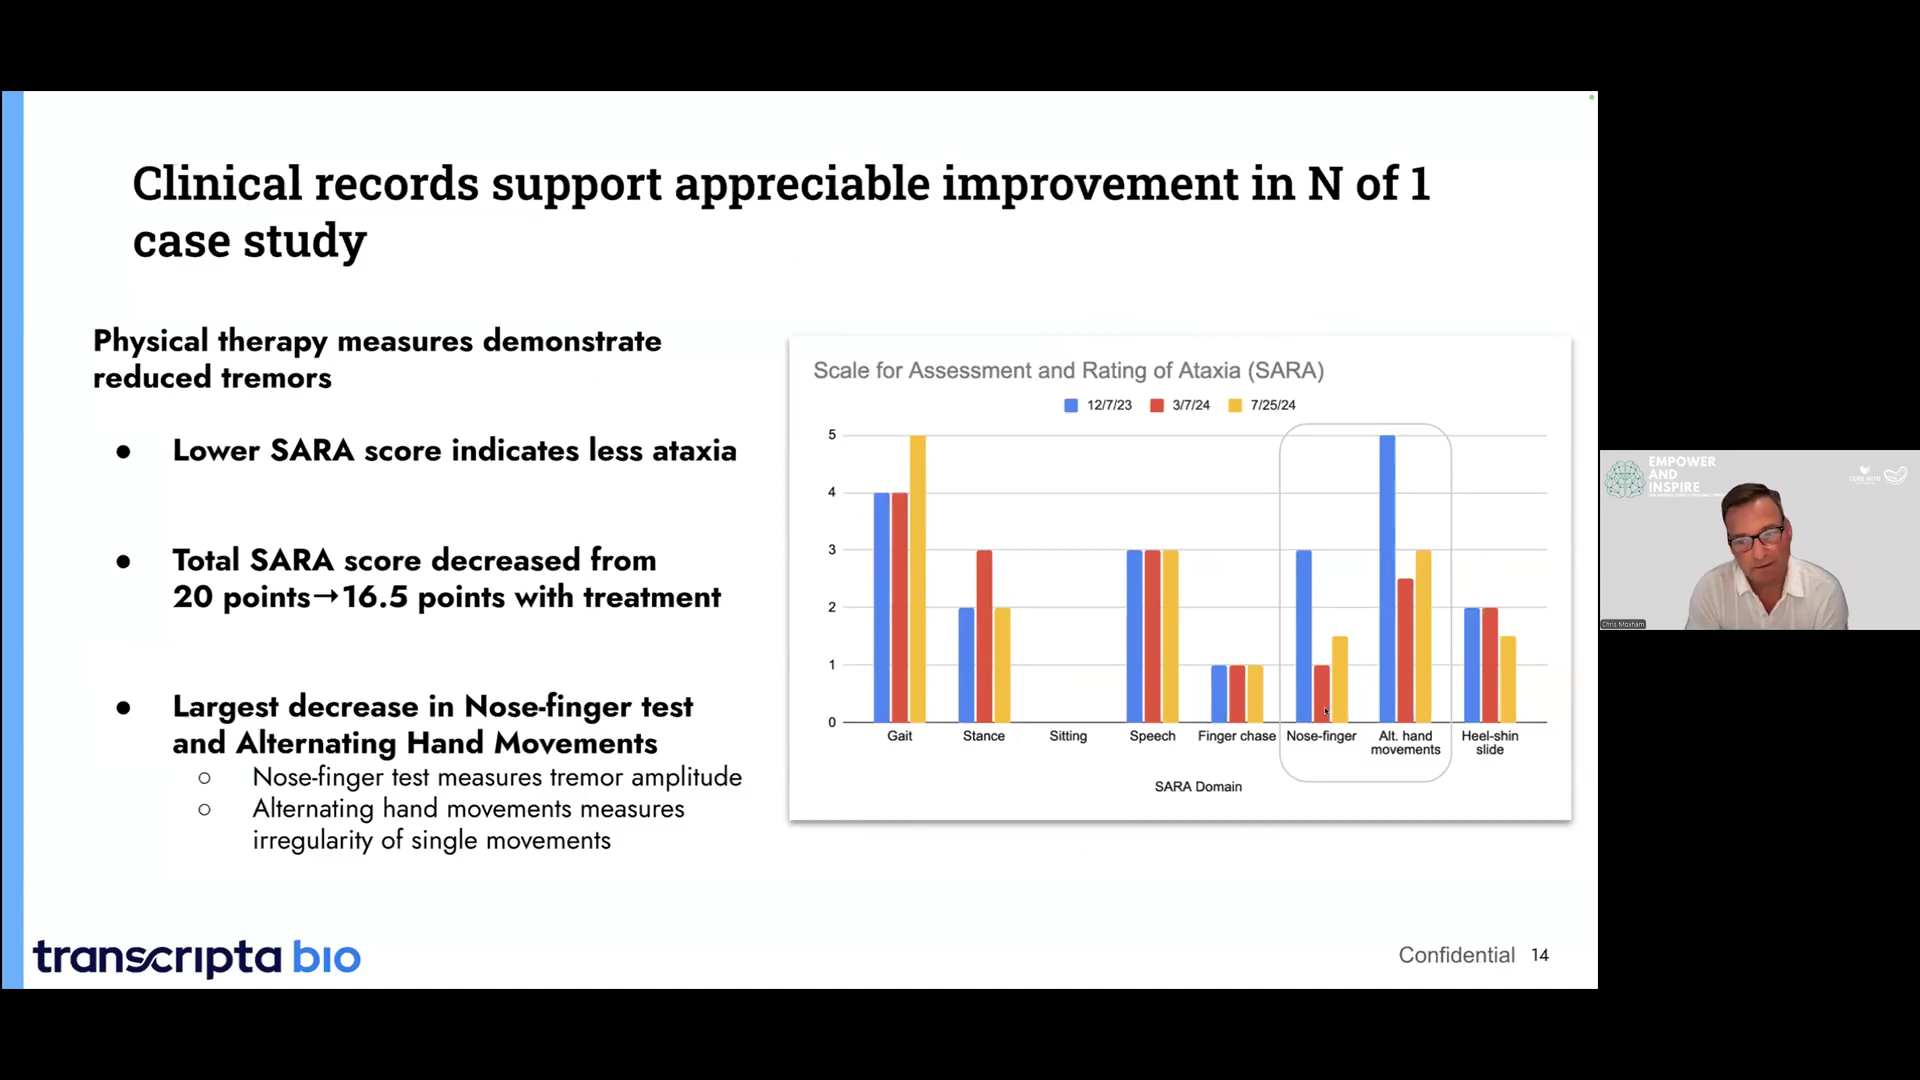 Clinical records support appreciable improvement in N of 1
case study
Physical therapy measures demonstrate
reduced tremors
● Lower SARA score indicates less ataxia
● Total SARA score decreased from
20 points→16.5 points with treatment
● Largest decrease in Nose-finger test
and Alternating Hand Movements
○ Nose-finger test measures tremor amplitude
○ Alternating hand movements measures
irregularity of single movements
Scale for Assessment and Rating of Ataxia (SARA)
12/7/23 3/7/24 7/25/24
5
4
3
2
1
0
Gait Stance Sitting Speech Finger chase Nose-finger Alt. hand movements Heel-shin slide
SARA Domain
transcripta bio
Confidential 14
EMPOWER
AND
INSPIRE
CURE MITO
Chris Moxham